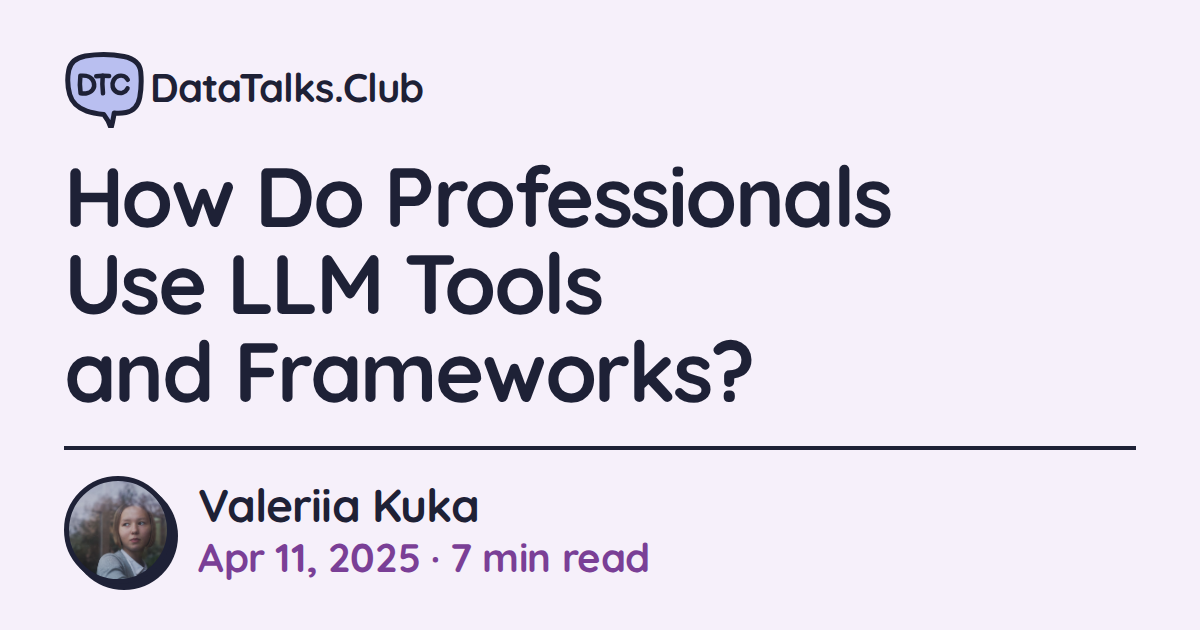 DTC DataTalks.Club
How Do Professionals
Use LLM Tools
and Frameworks?
Valeriia Kuka
Apr 11, 2025 · 7 min read